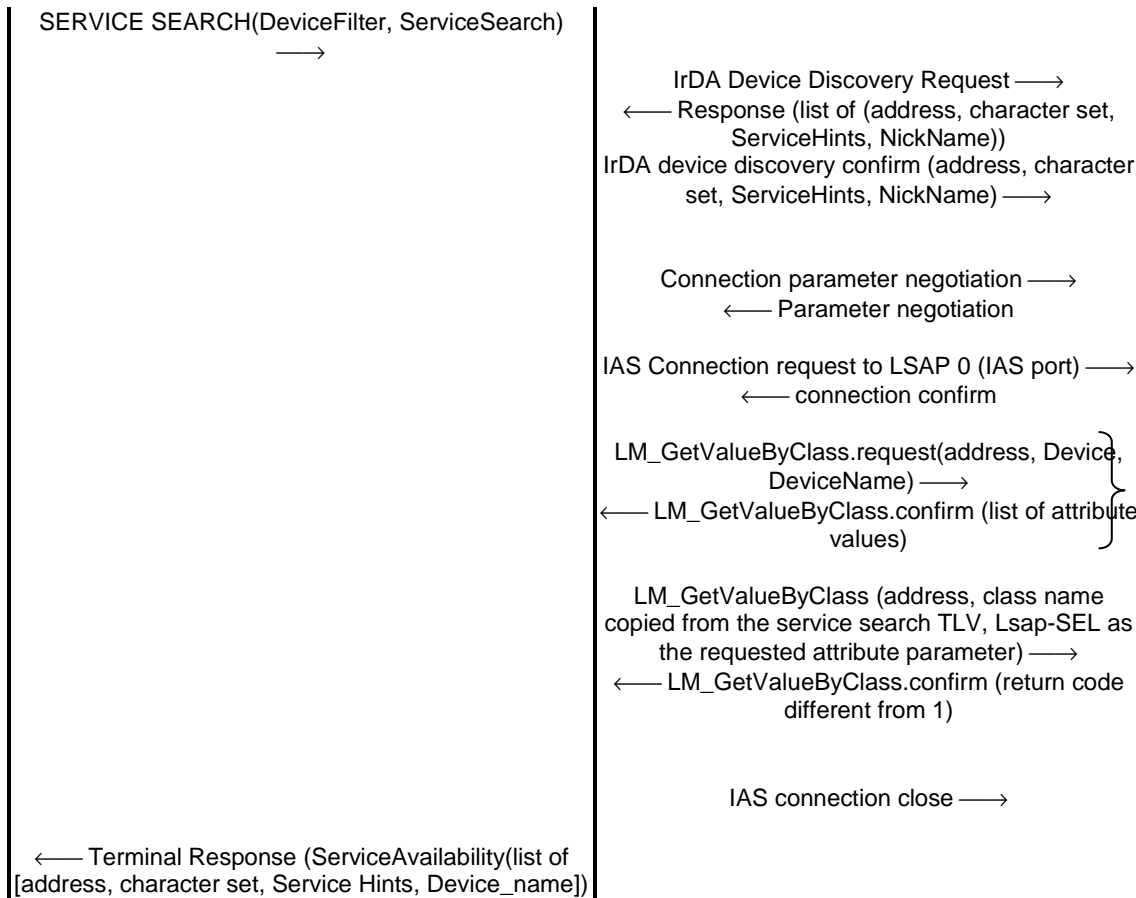 SERVICE SEARCH(DeviceFilter, ServiceSearch)
⟶
IrDA Device Discovery Request ⟶
⟵ Response (list of (address, character set,
ServiceHints, NickName))
IrDA device discovery confirm (address, character
set, ServiceHints, NickName) ⟶
Connection parameter negotiation ⟶
⟵ Parameter negotiation
IAS Connection request to LSAP 0 (IAS port) ⟶
⟵ connection confirm
LM_GetValueByClass.request(address, Device,
DeviceName) ⟶
⟵ LM_GetValueByClass.confirm (list of attribute
values)
LM_GetValueByClass (address, class name
copied from the service search TLV, Lsap-SEL as
the requested attribute parameter) ⟶
⟵ LM_GetValueByClass.confirm (return code
different from 1)
IAS connection close ⟶
⟵ Terminal Response (ServiceAvailability(list of
[address, character set, Service Hints, Device_name])